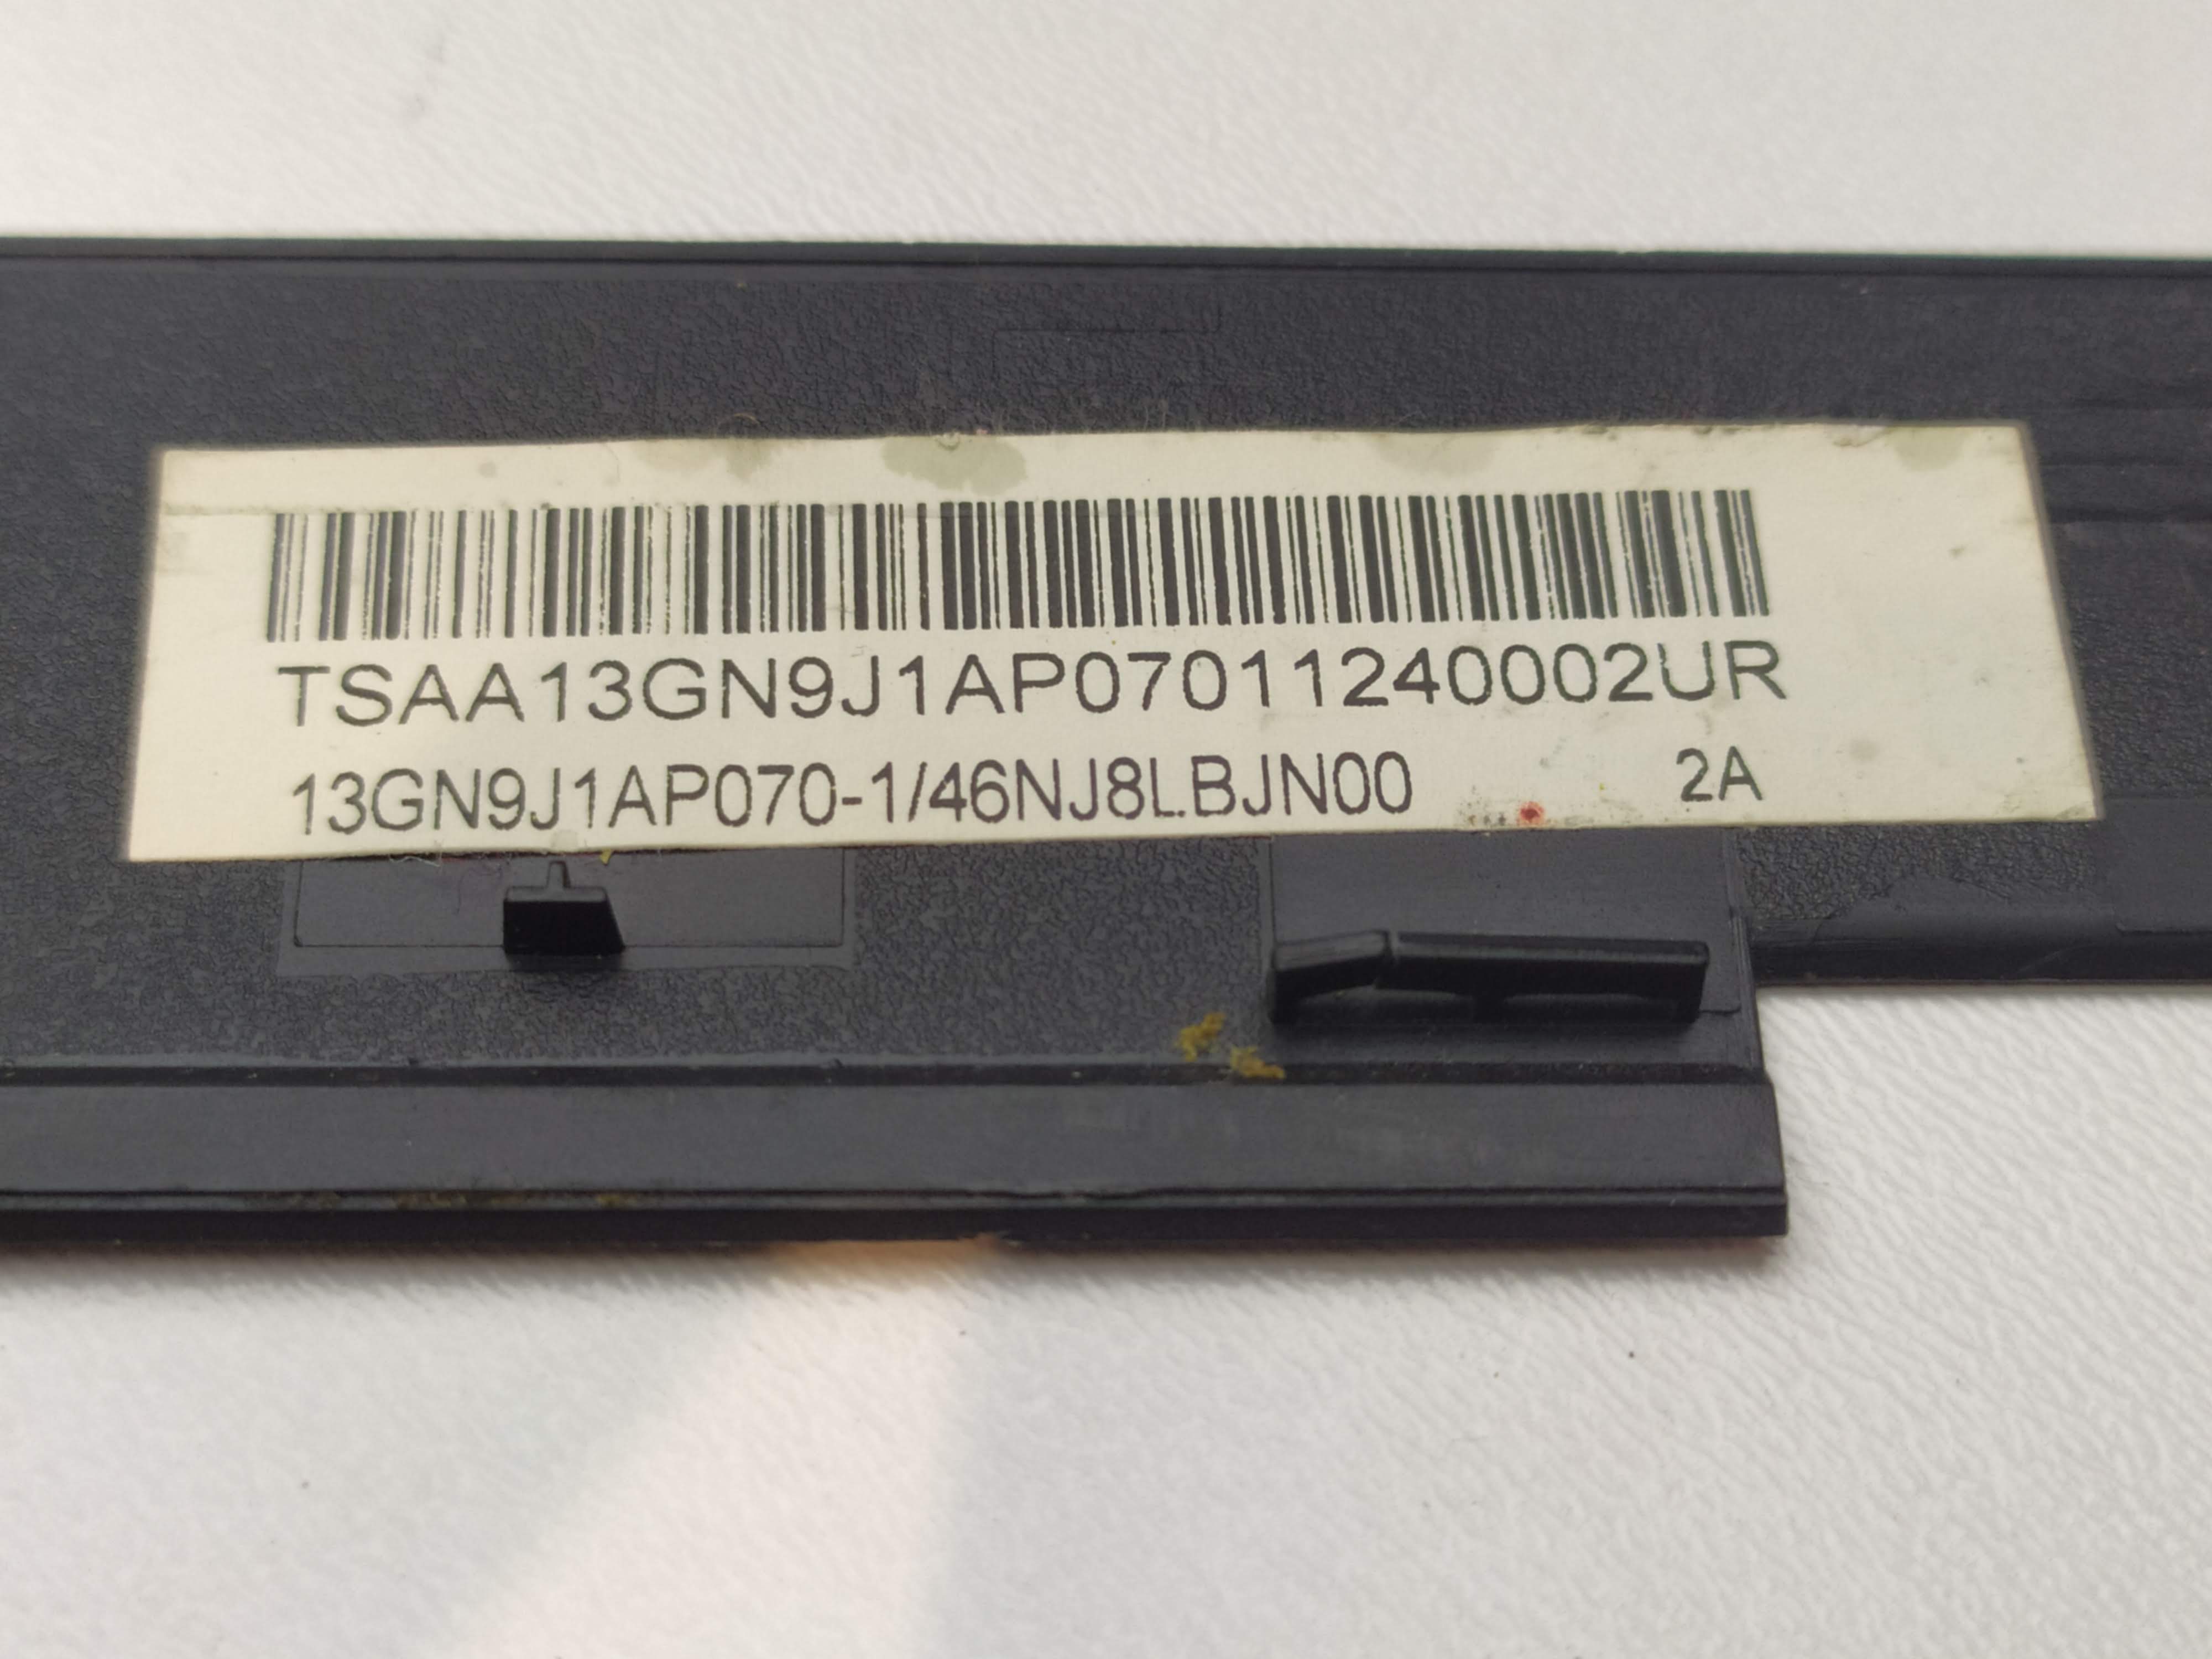 TSAA13GN9J1AP07011240002UR
13GN9J1AP070-1/46NJ8LBJN00 2A